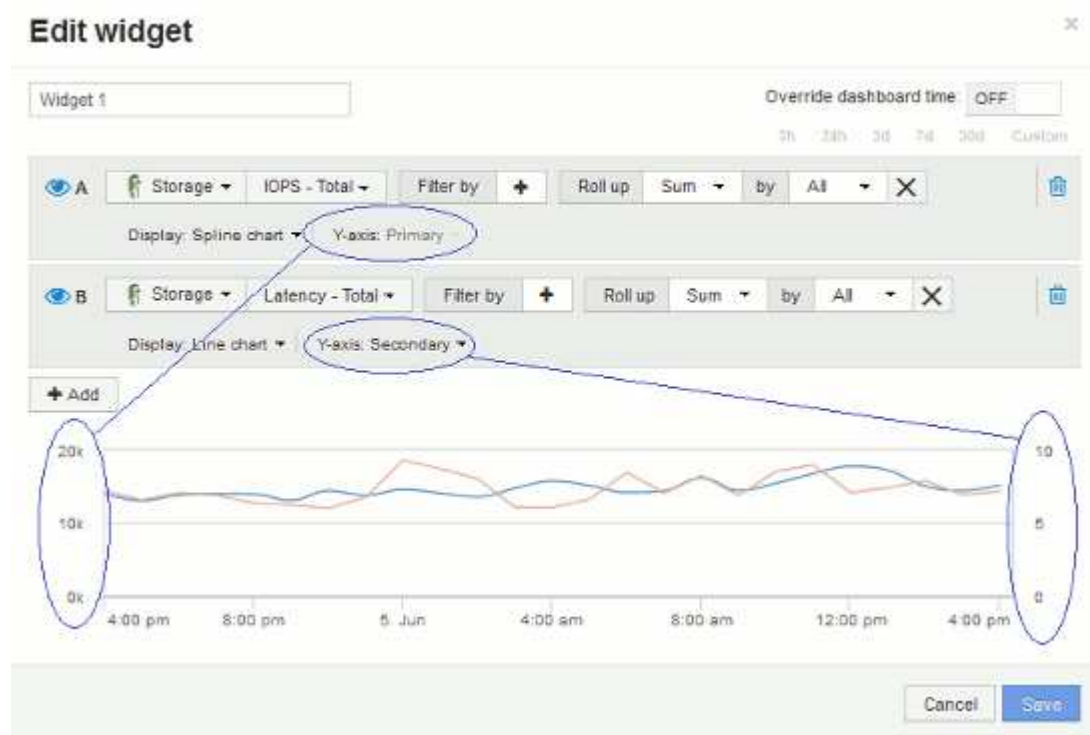 Edit widget
Widget 1
Override dashboard time OFF
3h 24h 3d 7d 30d Custom
A Storage IOPS - Total Filter by + Roll up Sum by All
Display: Spline chart Y-axis: Primary
B Storage Latency - Total Filter by + Roll up Sum by All
Display: Line chart Y-axis: Secondary
+ Add
20k 10
10k 5
0k 0
4:00 pm 8:00 pm 5. Jun 4:00 am 8:00 am 12:00 pm 4:00 pm
Cancel Save